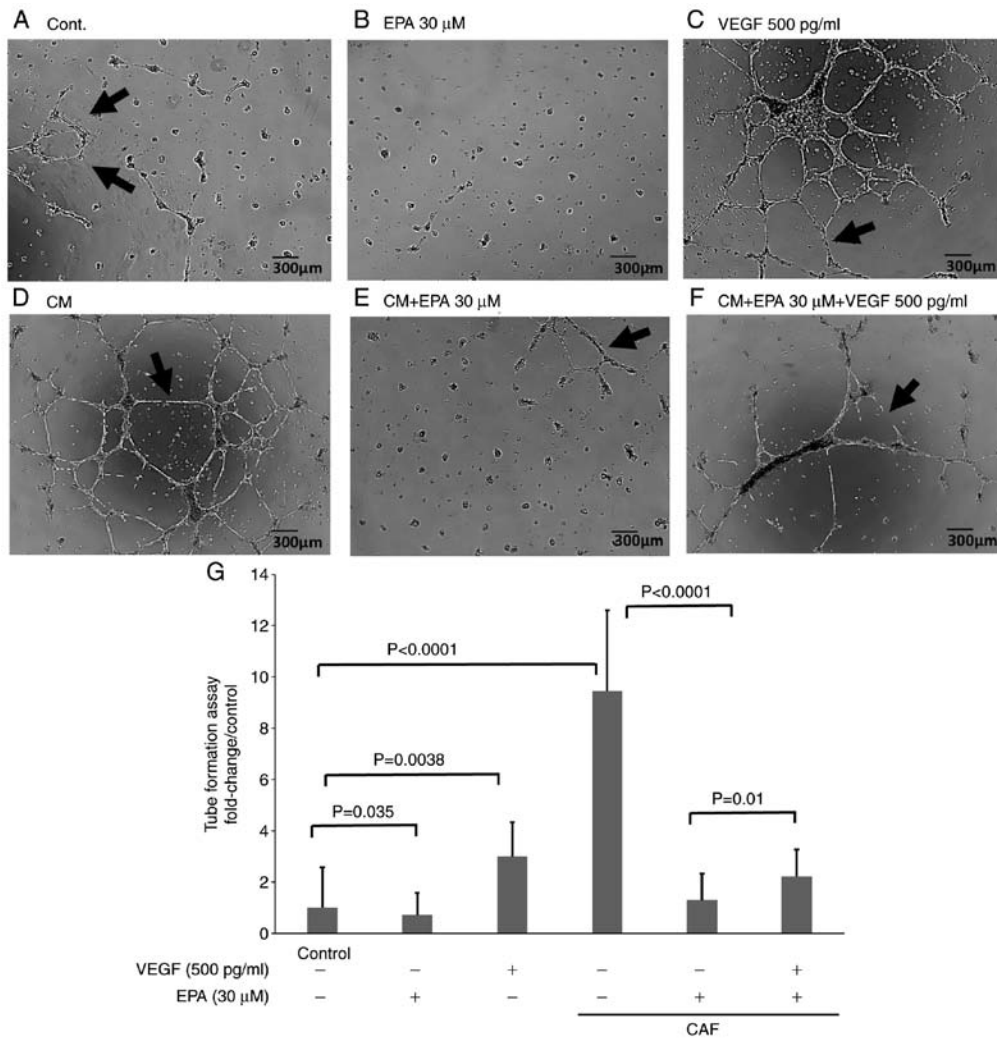 A Cont.
B EPA 30 μM
C VEGF 500 pg/ml
300μm
300μm
300μm
D CM
E CM+EPA 30 μM
F CM+EPA 30 μM+VEGF 500 pg/ml
300μm
300μm
300μm
G
Tube formation assay
fold-change/control
14
12
10
8
6
4
2
0
P<0.0001
P<0.0001
P=0.0038
P=0.035
P=0.01
Control
VEGF (500 pg/ml) – – + – – +
EPA (30 μM) – + – – + +
CAF